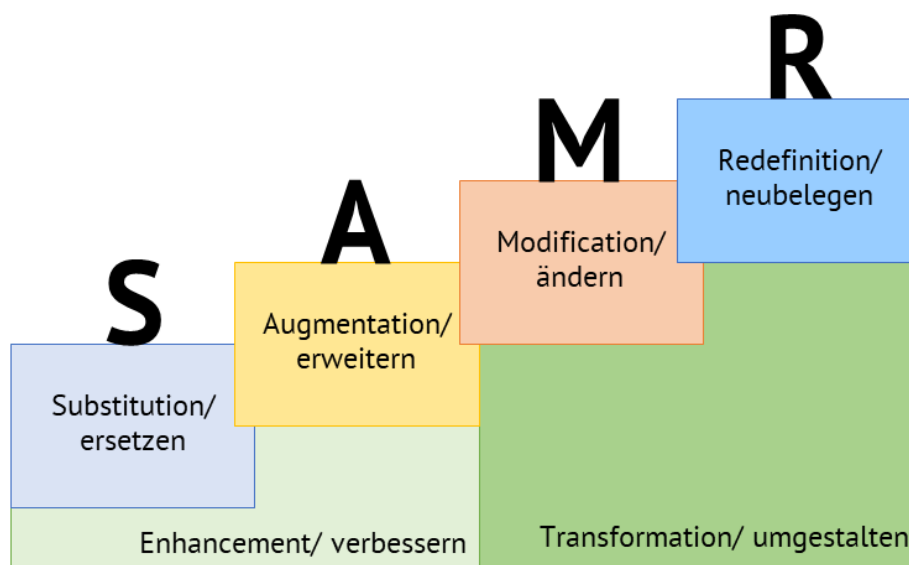 S
Substitution/
ersetzen
A
Augmentation/
erweitern
M
Modification/
ändern
R
Redefinition/
neubelegen
Enhancement/ verbessern
Transformation/ umgestalten